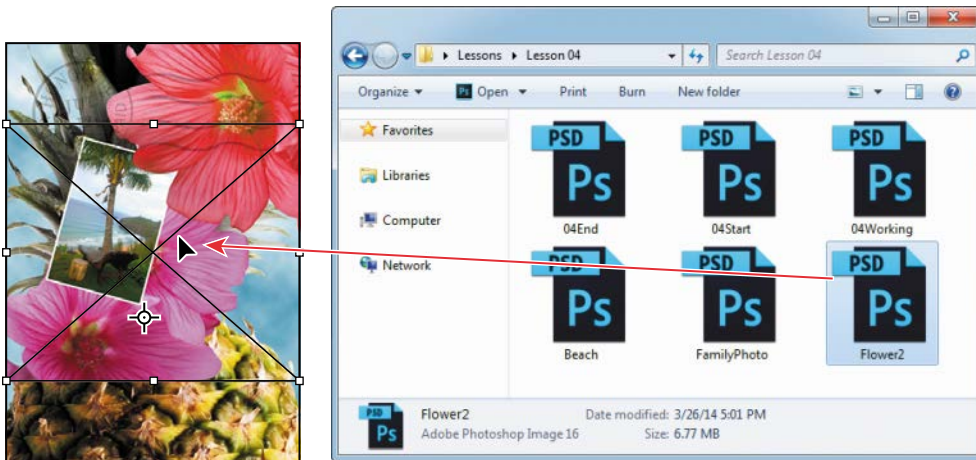 Lessons Lesson 04 Search Lesson 04
Organize Open Print Burn New folder
Favorites
Libraries
Computer
Network
PSD PSD PSD
Ps Ps Ps
04End 04Start 04Working
PSD PSD PSD
Ps Ps Ps
Beach FamilyPhoto Flower2
PSD
Ps
Flower2 Date modified: 3/26/14 5:01 PM
Adobe Photoshop Image 16 Size: 6.77 MB